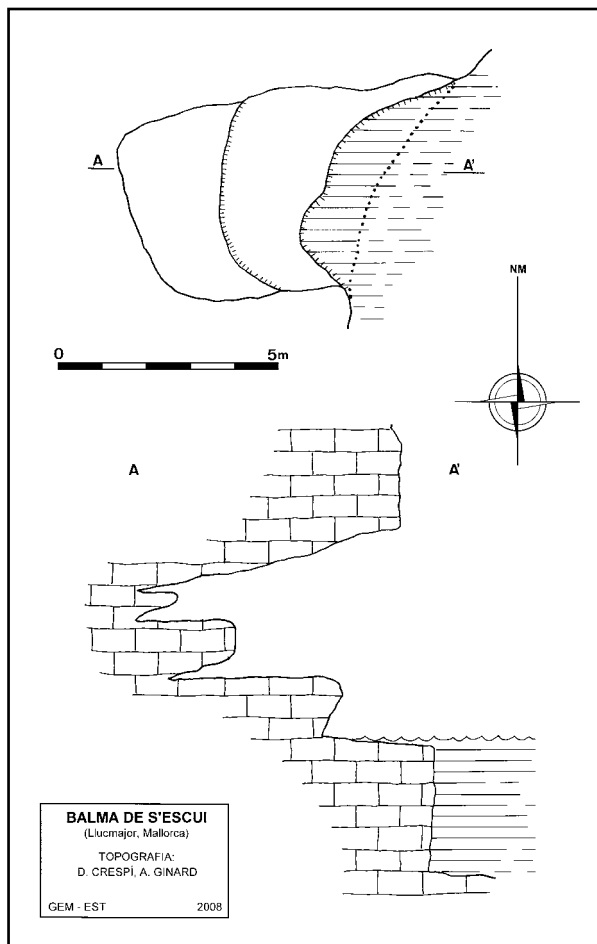 A
A'
NM
0 5m
A A'
BALMA DE S'ESCUI
(Llucmajor, Mallorca)
TOPOGRAFIA:
D. CRESPÍ, A. GINARD
GEM - EST 2008